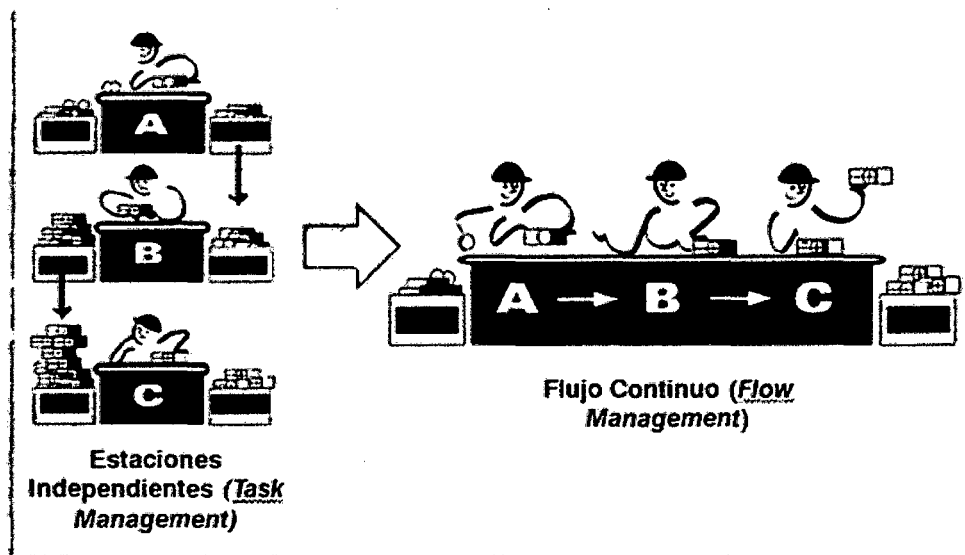 A
B
C
Estaciones
Independientes (Task
Management)
A → B → C
Flujo Continuo (Flow
Management)